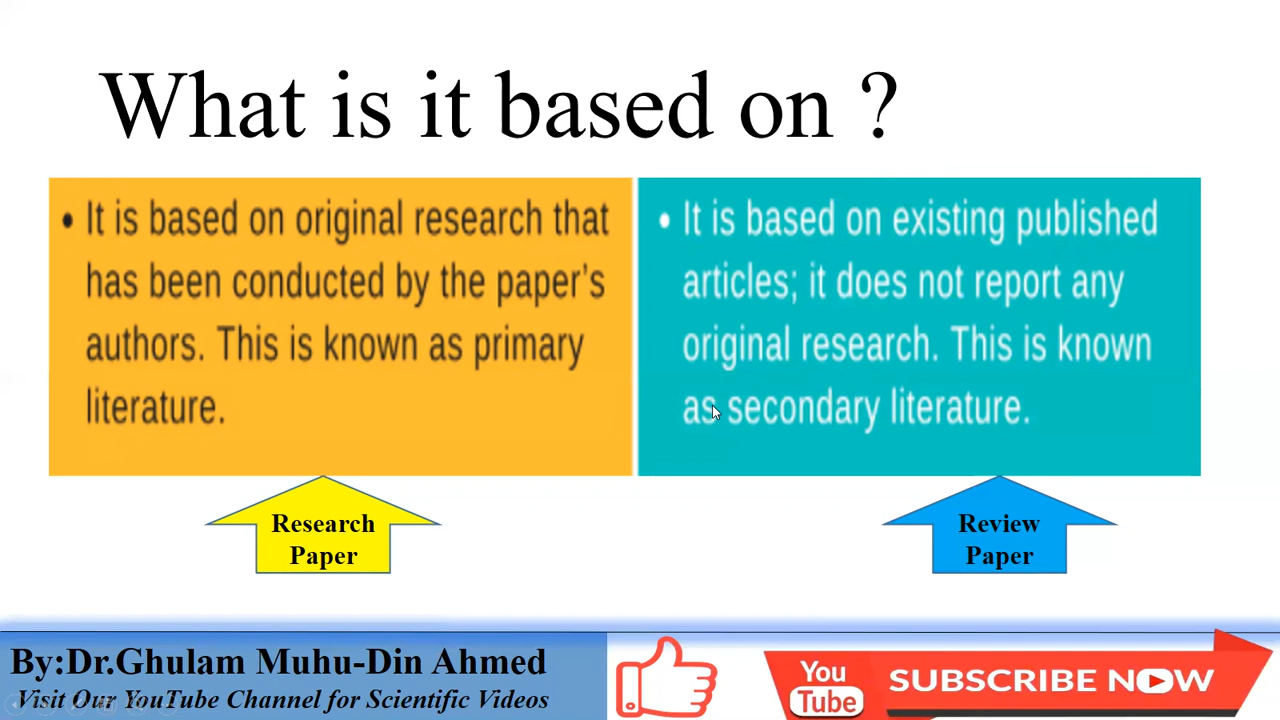 What is it based on ?
• It is based on original research that
has been conducted by the paper's
authors. This is known as primary
literature.
• It is based on existing published
articles; it does not report any
original research. This is known
as secondary literature.
Research
Paper
Review
Paper
By:Dr.Ghulam Muhu-Din Ahmed
Visit Our YouTube Channel for Scientific Videos
You
Tube
SUBSCRIBE NOW